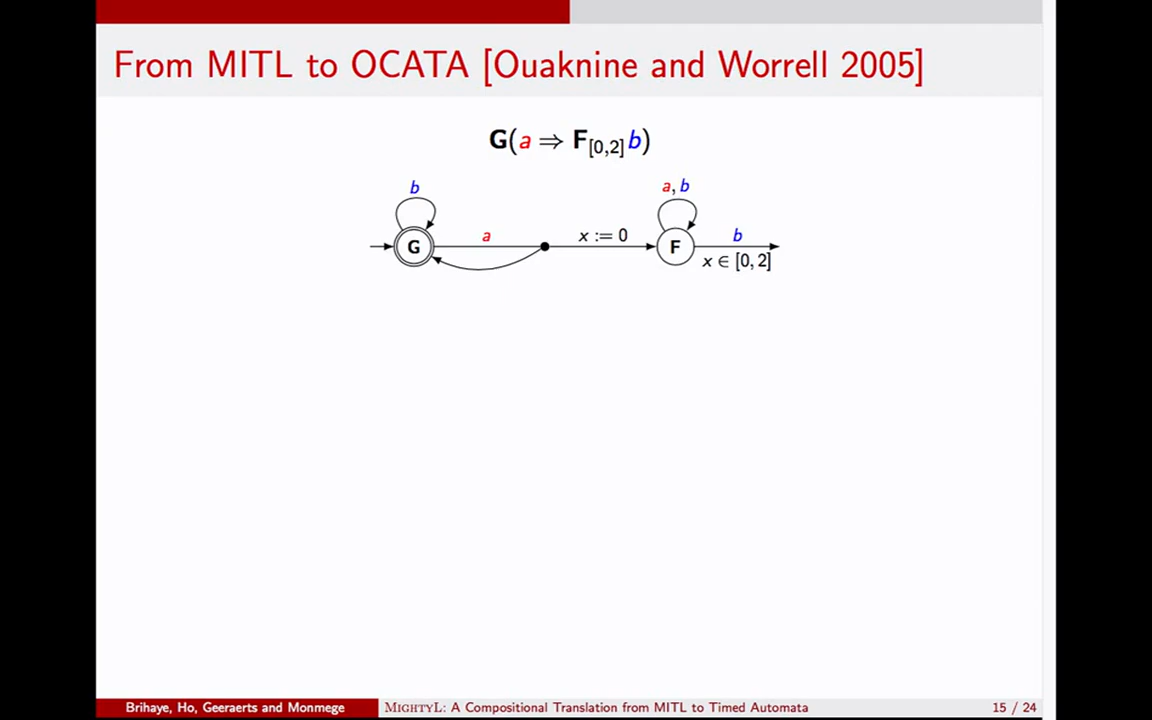 From MITL to OCATA [Ouaknine and Worrell 2005]
G(a ⇒ F[0,2]b)
b
a, b
a
x := 0
b
G
F
x ∈ [0, 2]
Brihaye, Ho, Geeraerts and Monmege
MIGHTYL: A Compositional Translation from MITL to Timed Automata
15 / 24